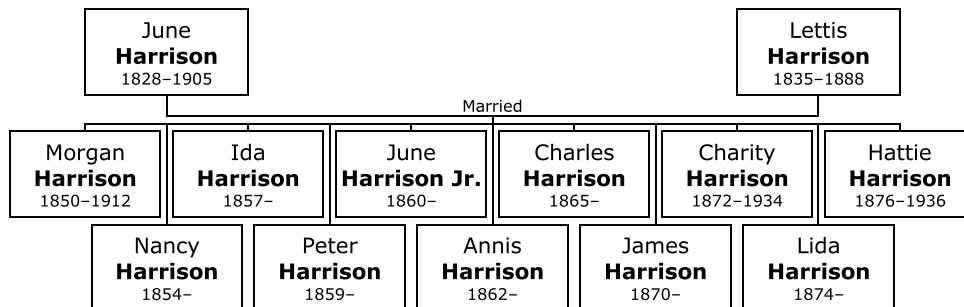 June
Harrison
1828–1905
Lettis
Harrison
1835–1888
Married
Morgan
Harrison
1850–1912
Ida
Harrison
1857–
June
Harrison Jr.
1860–
Charles
Harrison
1865–
Charity
Harrison
1872–1934
Hattie
Harrison
1876–1936
Nancy
Harrison
1854–
Peter
Harrison
1859–
Annis
Harrison
1862–
James
Harrison
1870–
Lida
Harrison
1874–